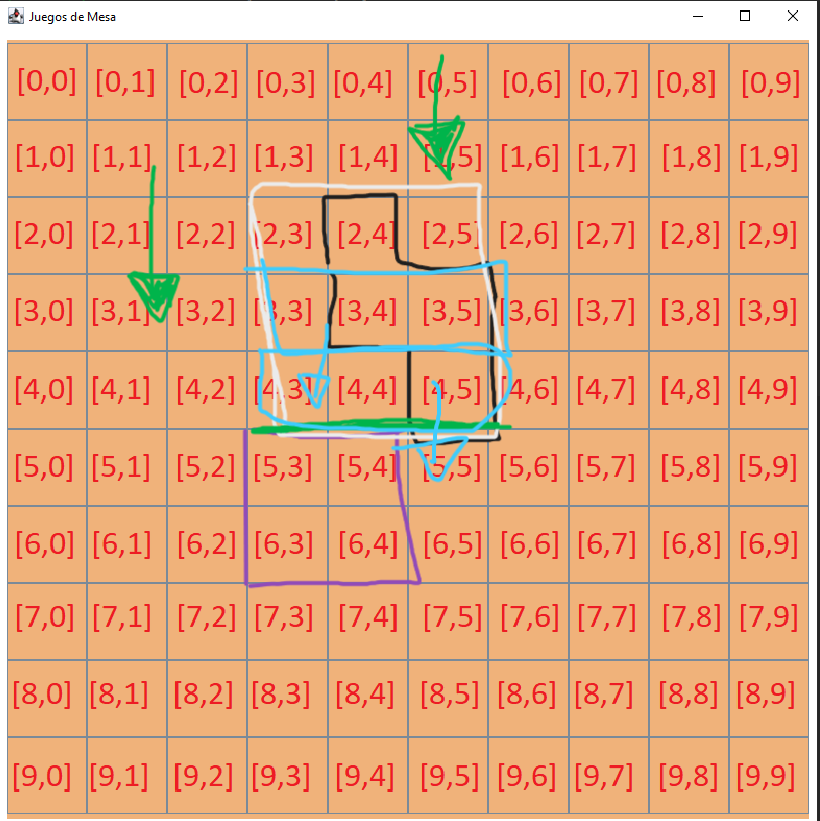 Juegos de Mesa
[0,0] [0,1] [0,2] [0,3] [0,4] [0,5] [0,6] [0,7] [0,8] [0,9]
[1,0] [1,1] [1,2] [1,3] [1,4] [1,5] [1,6] [1,7] [1,8] [1,9]
[2,0] [2,1] [2,2] [2,3] [2,4] [2,5] [2,6] [2,7] [2,8] [2,9]
[3,0] [3,1] [3,2] [3,3] [3,4] [3,5] [3,6] [3,7] [3,8] [3,9]
[4,0] [4,1] [4,2] [4,3] [4,4] [4,5] [4,6] [4,7] [4,8] [4,9]
[5,0] [5,1] [5,2] [5,3] [5,4] [5,5] [5,6] [5,7] [5,8] [5,9]
[6,0] [6,1] [6,2] [6,3] [6,4] [6,5] [6,6] [6,7] [6,8] [6,9]
[7,0] [7,1] [7,2] [7,3] [7,4] [7,5] [7,6] [7,7] [7,8] [7,9]
[8,0] [8,1] [8,2] [8,3] [8,4] [8,5] [8,6] [8,7] [8,8] [8,9]
[9,0] [9,1] [9,2] [9,3] [9,4] [9,5] [9,6] [9,7] [9,8] [9,9]